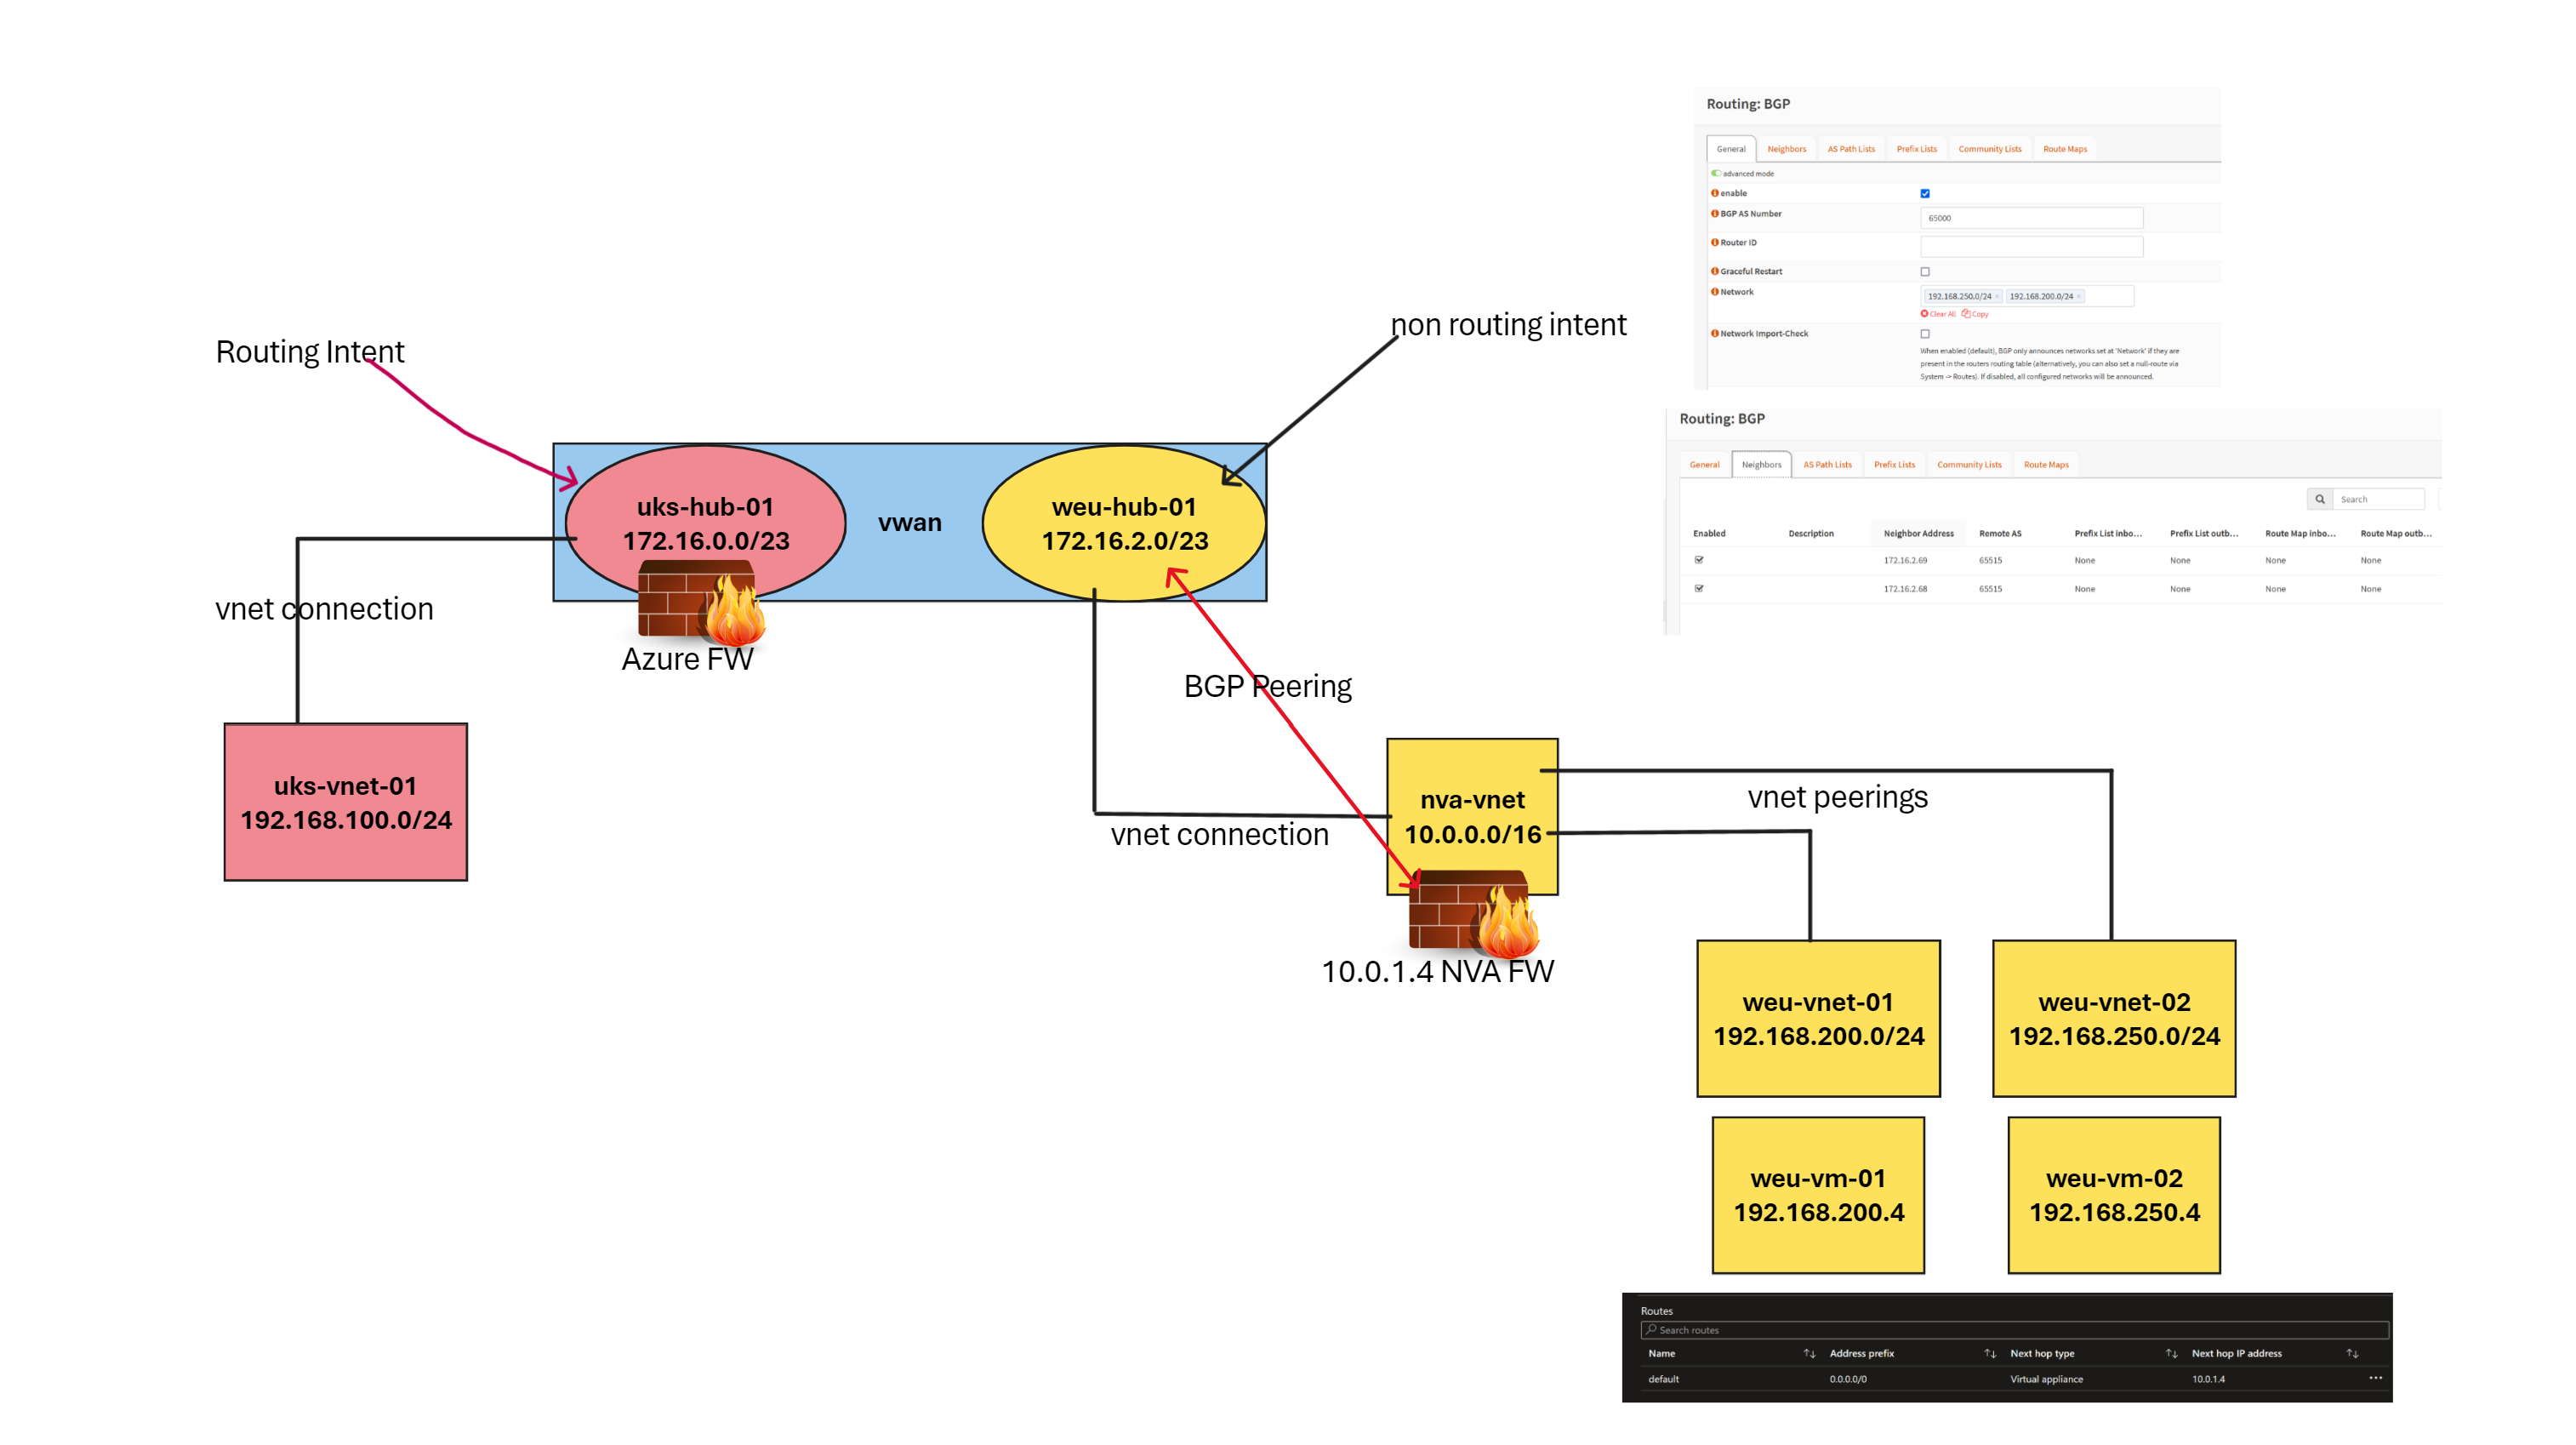 Routing: BGP
General Neighbors AS Path Lists Prefix Lists Community Lists Route Maps
advanced mode
enable
BGP AS Number 65000
Router ID
Graceful Restart
Network 192.168.250.0/24 × 192.168.200.0/24 ×
Clear All Copy
Network Import-Check
When enabled (default), BGP only announces networks set at 'Network' if they are
present in the routers routing table (alternatively, you can also set a null-route via
System -> Routes). If disabled, all configured networks will be announced.
non routing intent
Routing Intent
Routing: BGP
General Neighbors AS Path Lists Prefix Lists Community Lists Route Maps
Search
Enabled Description Neighbor Address Remote AS Prefix List inbo... Prefix List outb... Route Map inbo... Route Map outb...
172.16.2.69 65515 None None None None
172.16.2.68 65515 None None None None
uks-hub-01
172.16.0.0/23
vwan
weu-hub-01
172.16.2.0/23
vnet connection
Azure FW
BGP Peering
uks-vnet-01
192.168.100.0/24
nva-vnet
10.0.0.0/16
vnet peerings
vnet connection
10.0.1.4 NVA FW
weu-vnet-01
192.168.200.0/24
weu-vnet-02
192.168.250.0/24
weu-vm-01
192.168.200.4
weu-vm-02
192.168.250.4
Routes
Search routes
Name Address prefix Next hop type Next hop IP address
default 0.0.0.0/0 Virtual appliance 10.0.1.4